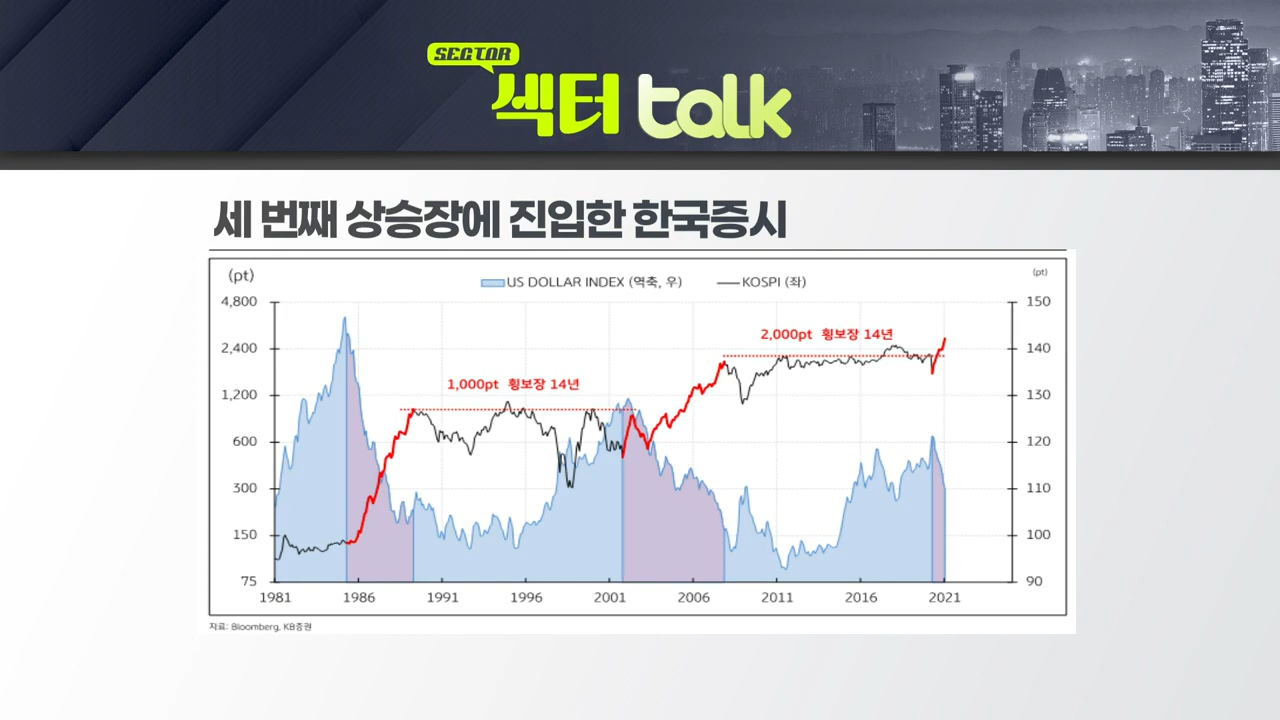 SECTOR
섹터 talk
세 번째 상승장에 진입한 한국증시
(pt)
US DOLLAR INDEX (역축, 우)
KOSPI (좌)
(pt)
4,800
2,400
1,200
600
300
150
75
1,000pt 횡보장 14년
2,000pt 횡보장 14년
150
140
130
120
110
100
90
1981 1986 1991 1996 2001 2006 2011 2016 2021
자료: Bloomberg, KB증권